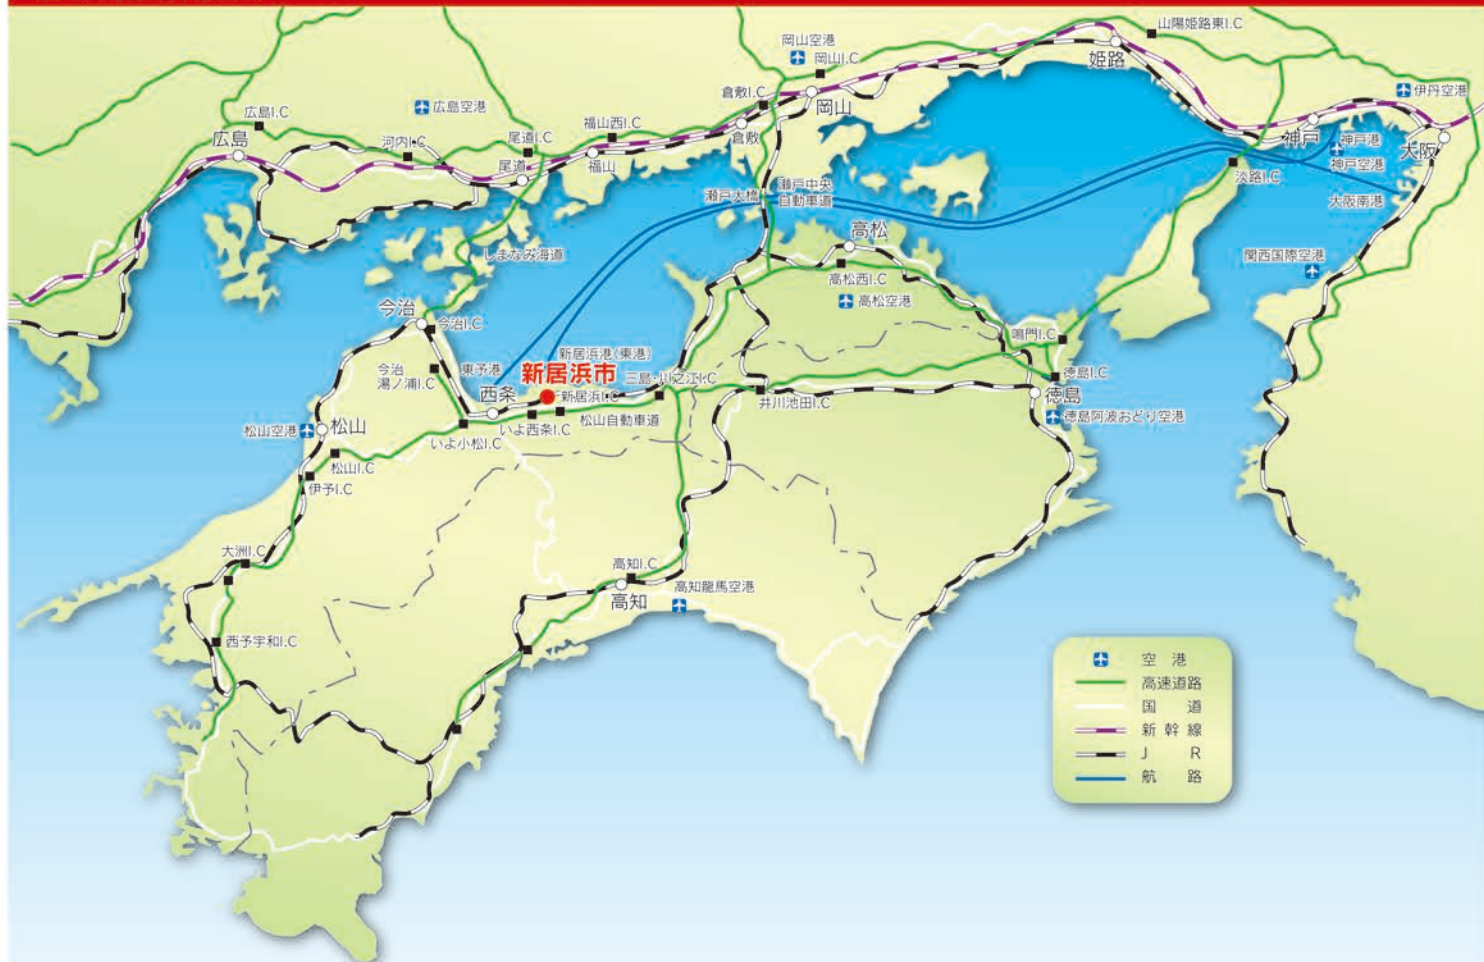 山陽姫路東I.C
岡山空港
岡山I.C
姫路
伊丹空港
倉敷I.C
岡山
広島空港
広島I.C
福山西I.C
尾道I.C
倉敷
神戸
神戸港
広島
河内I.C
大阪
尾道
福山
神戸空港
淡路I.C
瀬戸大橋
瀬戸中央
自動車道
大阪南港
高松
しまなみ海道
関西国際空港
高松西I.C
高松空港
今治
今治I.C
鳴門I.C
新居浜港(東港)
今治
湯ノ浦I.C
東予港
新居浜市
三島・川之江I.C
徳島I.C
西条
新居浜I.C
井川池田I.C
徳島
いよ西条I.C
松山自動車道
徳島阿波おどり空港
松山空港
松山
いよ小松I.C
松山I.C
伊予I.C
大洲I.C
高知I.C
高知龍馬空港
高知
西予宇和I.C
空港
高速道路
国道
新幹線
JR
航路